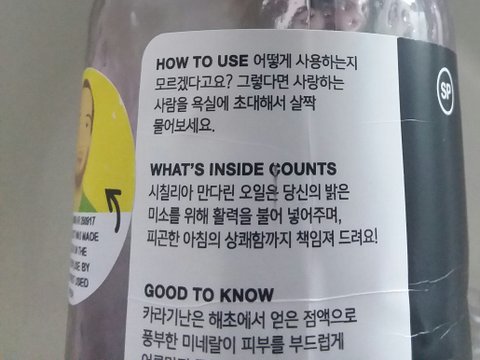 HOW TO USE 어떻게 사용하는지
모르겠다고요? 그렇다면 사랑하는
사람을 욕실에 초대해서 살짝
물어보세요.
WHAT'S INSIDE COUNTS
시칠리아 만다린 오일은 당신의 밝은
미소를 위해 활력을 불어 넣어주며,
피곤한 아침의 상쾌함까지 책임져 드려요!
GOOD TO KNOW
카라기난은 해초에서 얻은 점액으로
풍부한 미네랄이 피부를 부드럽게
SP
MADE
THE
BY